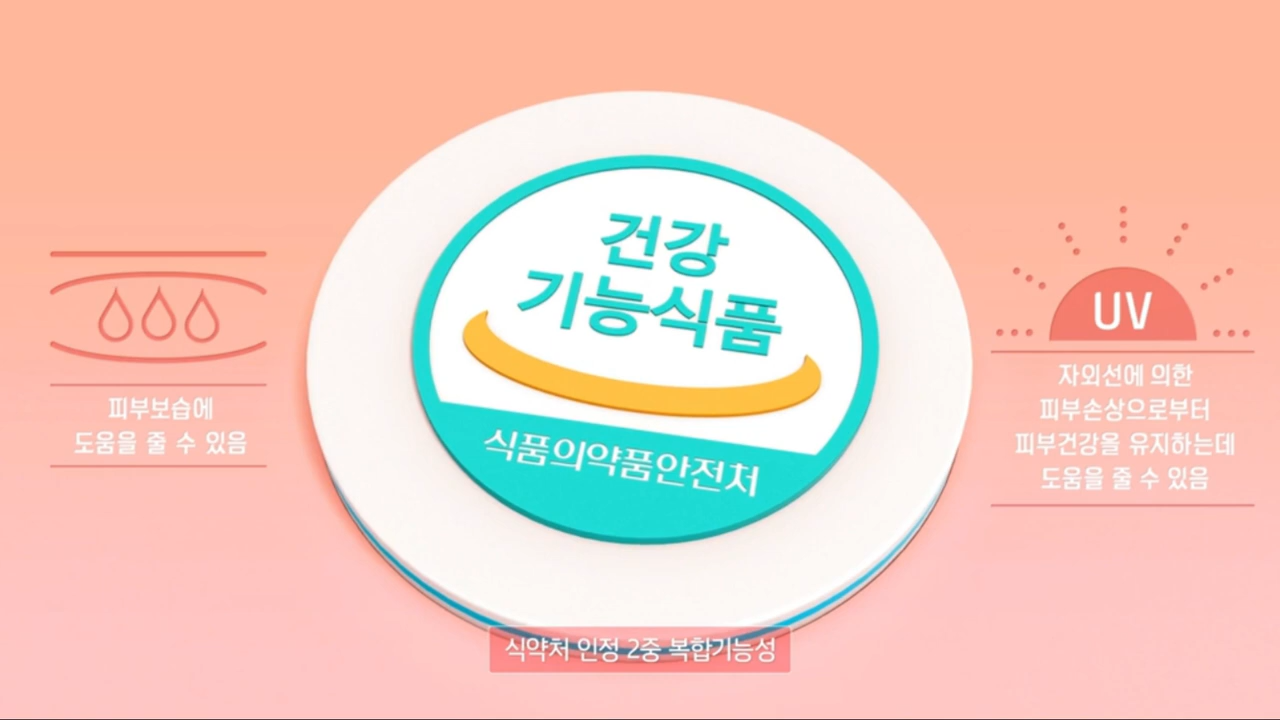 건강
기능식품
식품의약품안전처
피부보습에
도움을 줄 수 있음
UV
자외선에 의한
피부손상으로부터
피부건강을 유지하는데
도움을 줄 수 있음
식약처 인정 2중 복합기능성